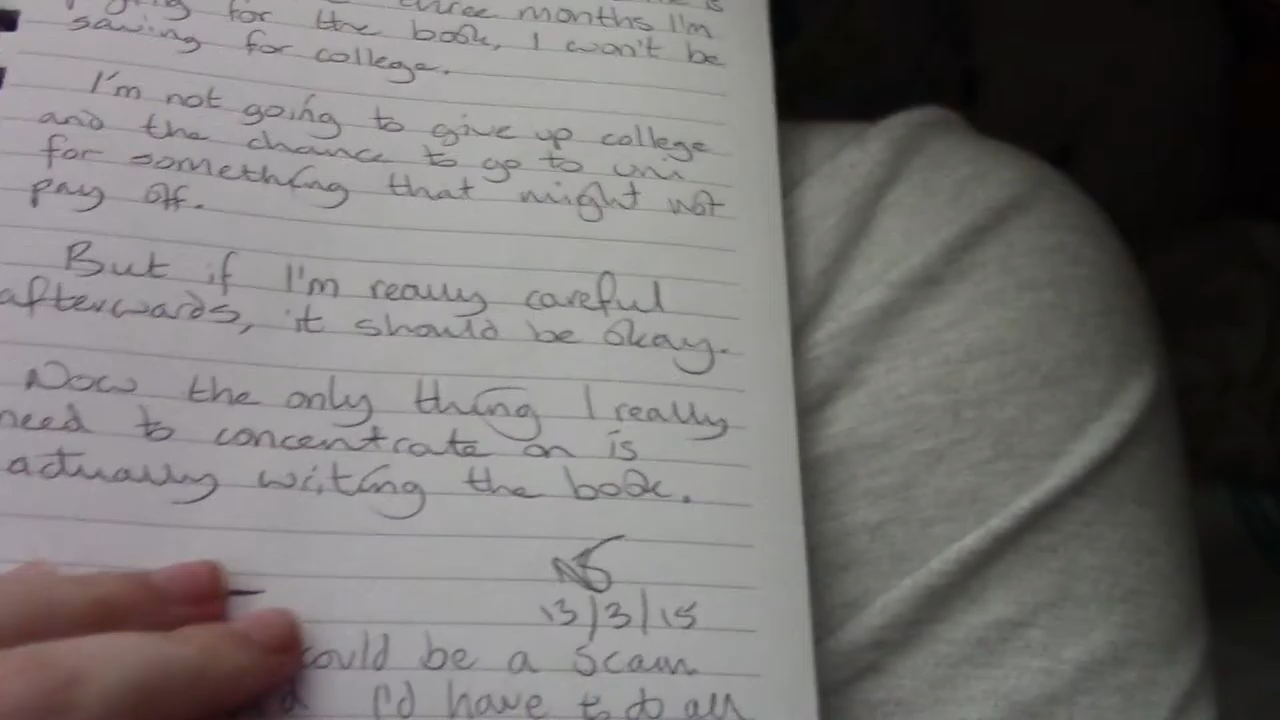 three months I'm
for the book, I won't be
saving for college.
I'm not going to give up college
and the chance to go to uni
for something that might not
pay off.
But if I'm really careful
afterwards, it should be okay.
Now the only thing I really
need to concentrate on is
actually writing the book.
NS
13/3/15
could be a scam
I'd have to do all